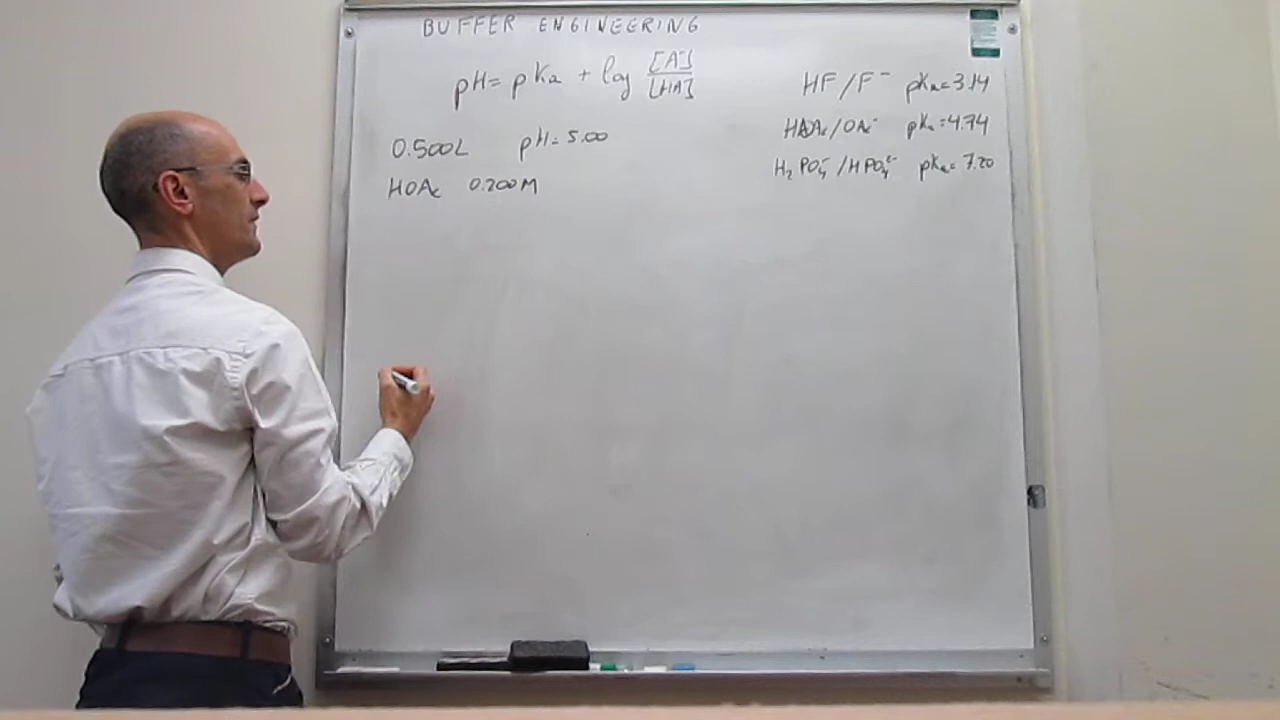 BUFFER ENGINEERING
pH = pKa + log [A⁻]/[HA]
0.500L pH = 5.00
HOAc 0.200M
HF/F⁻ pKa = 3.14
HOAc/OAc⁻ pKa = 4.74
H₂PO₄⁻/HPO₄²⁻ pKa = 7.20